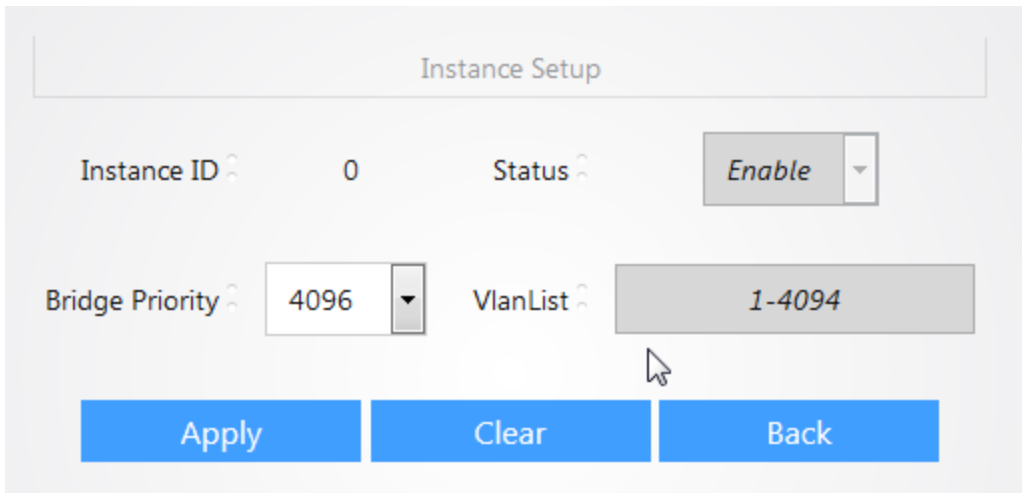 Instance Setup
Instance ID : 0 Status : Enable
Bridge Priority : 4096 VlanList : 1-4094
Apply Clear Back